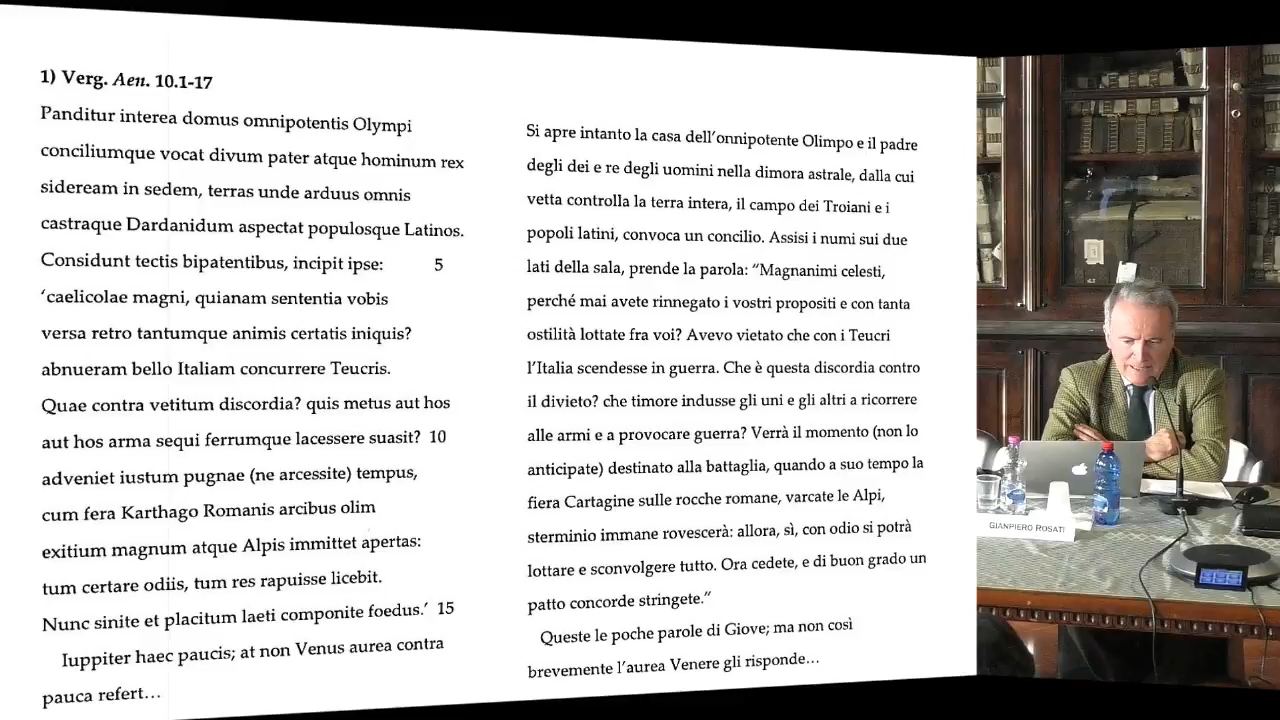 1) Verg. Aen. 10.1-17
Panditur interea domus omnipotentis Olympi
conciliumque vocat divum pater atque hominum rex
sideream in sedem, terras unde arduus omnis
castraque Dardanidum aspectat populosque Latinos.
Considunt tectis bipatentibus, incipit ipse: 5
‘caelicolae magni, quianam sententia vobis
versa retro tantumque animis certatis iniquis?
abnueram bello Italiam concurrere Teucris.
Quae contra vetitum discordia? quis metus aut hos
aut hos arma sequi ferrumque lacessere suasit? 10
adveniet iustum pugnae (ne arcessite) tempus,
cum fera Karthago Romanis arcibus olim
exitium magnum atque Alpis immittet apertas:
tum certare odiis, tum res rapuisse licebit.
Nunc sinite et placitum laeti componite foedus.’ 15
Iuppiter haec paucis; at non Venus aurea contra
pauca refert…
Si apre intanto la casa dell’onnipotente Olimpo e il padre
degli dei e re degli uomini nella dimora astrale, dalla cui
vetta controlla la terra intera, il campo dei Troiani e i
popoli latini, convoca un concilio. Assisi i numi sui due
lati della sala, prende la parola: “Magnanimi celesti,
perché mai avete rinnegato i vostri propositi e con tanta
ostilità lottate fra voi? Avevo vietato che con i Teucri
l’Italia scendesse in guerra. Che è questa discordia contro
il divieto? che timore indusse gli uni e gli altri a ricorrere
alle armi e a provocare guerra? Verrà il momento (non lo
anticipate) destinato alla battaglia, quando a suo tempo la
fiera Cartagine sulle rocche romane, varcate le Alpi,
sterminio immane rovescerà: allora, sì, con odio si potrà
lottare e sconvolgere tutto. Ora cedete, e di buon grado un
patto concorde stringete.”
Queste le poche parole di Giove; ma non così
brevemente l’aurea Venere gli risponde…
GIANPIERO ROSATI